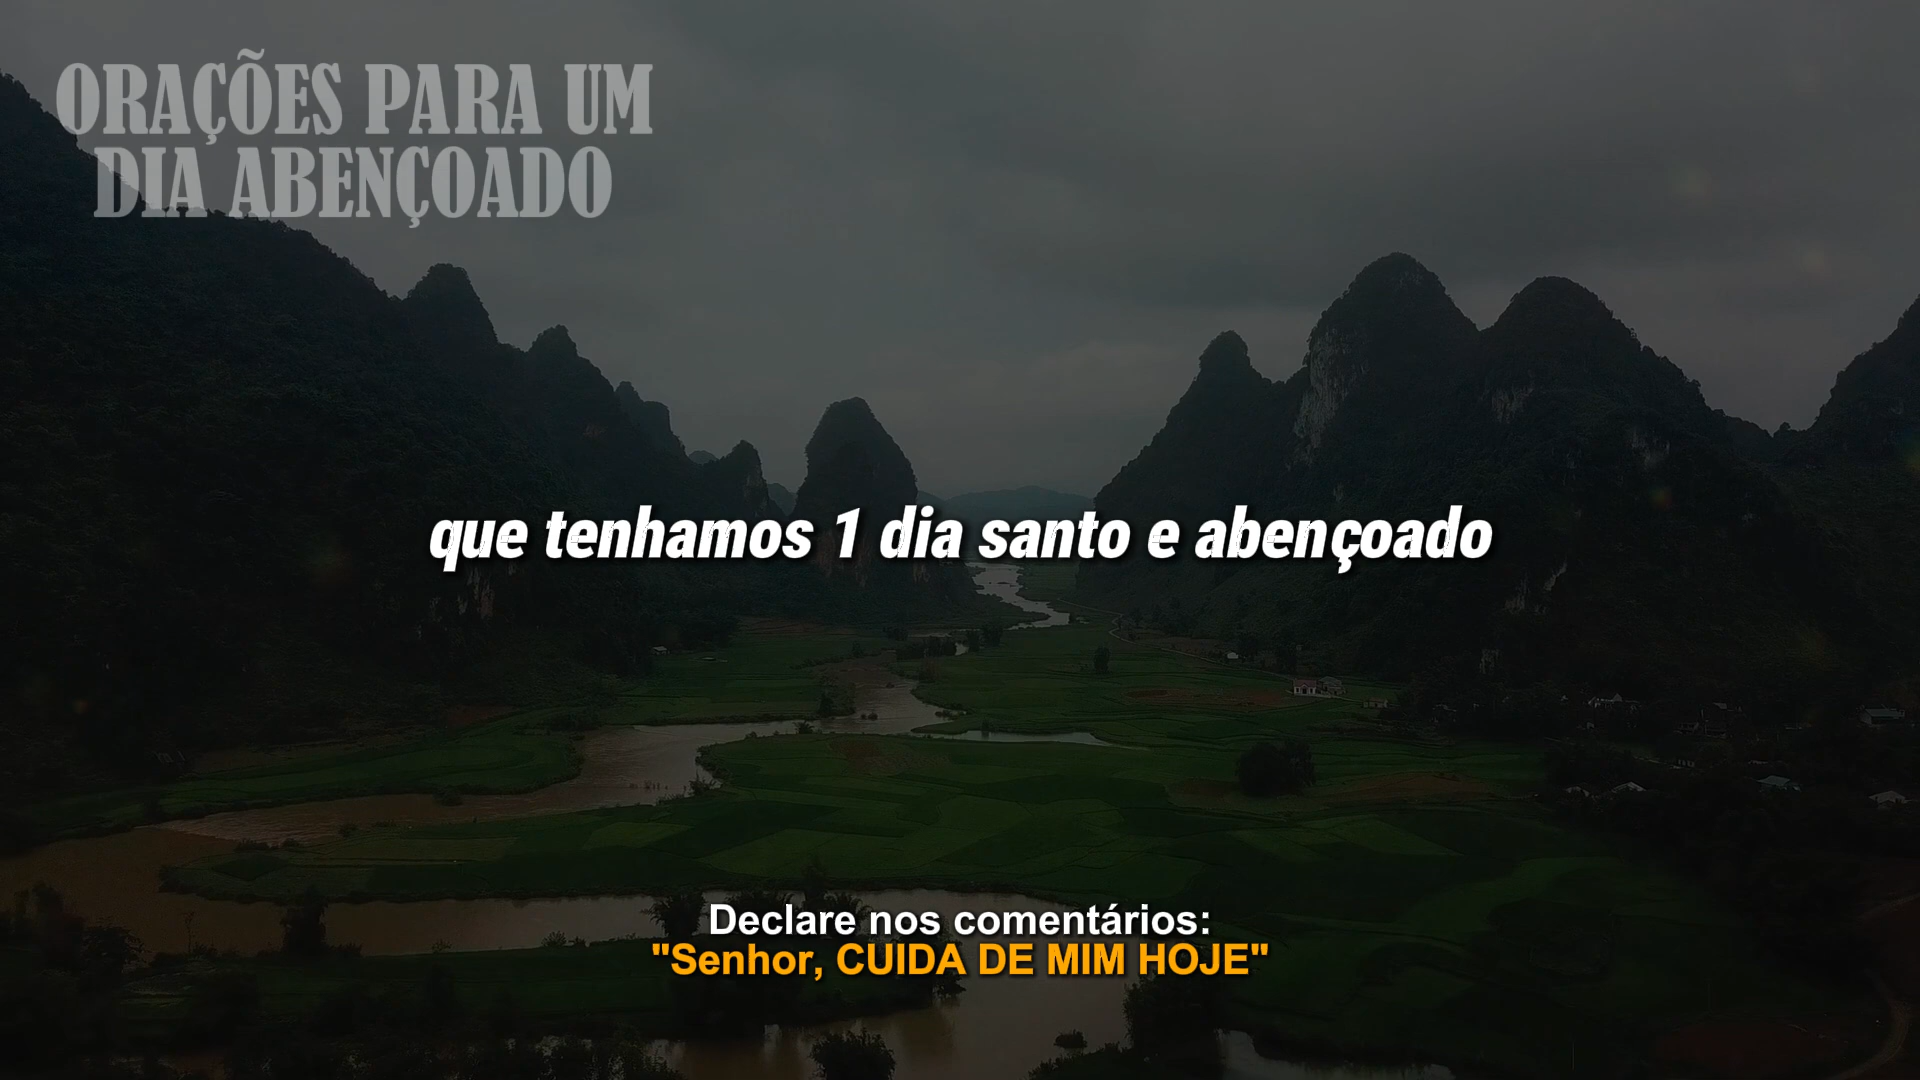 ORAÇÕES PARA UM
DIA ABENÇOADO
que tenhamos 1 dia santo e abençoado
Declare nos comentários:
"Senhor, CUIDA DE MIM HOJE"